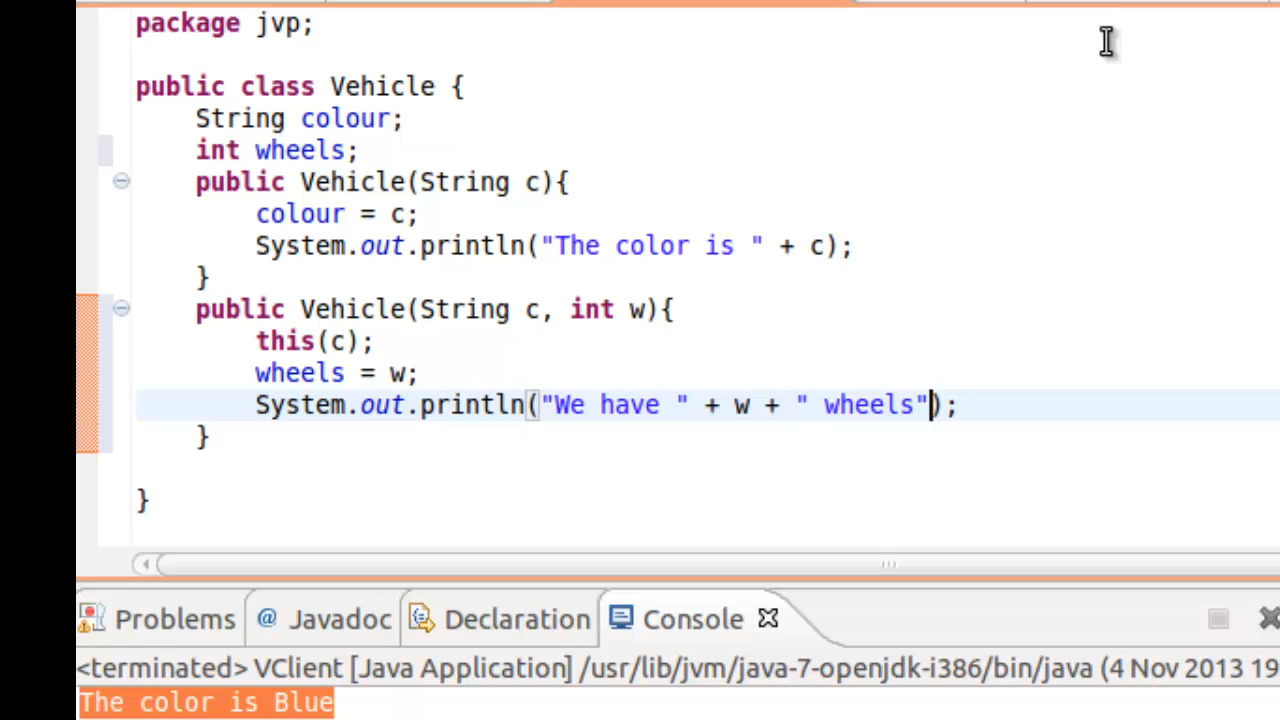 package jvp;
public class Vehicle {
String colour;
int wheels;
public Vehicle(String c){
colour = c;
System.out.println("The color is " + c);
}
public Vehicle(String c, int w){
this(c);
wheels = w;
System.out.println("We have " + w + " wheels");
}
}
Problems @ Javadoc Declaration Console
<terminated> VClient [Java Application] /usr/lib/jvm/java-7-openjdk-i386/bin/java (4 Nov 2013 19
The color is Blue